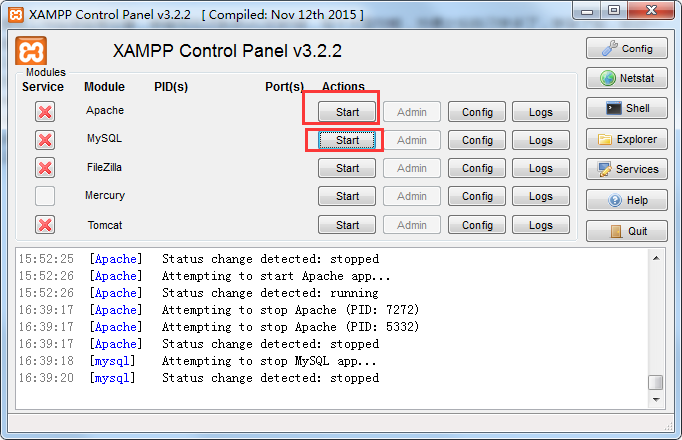 XAMPP Control Panel v3.2.2 [ Compiled: Nov 12th 2015 ]
XAMPP Control Panel v3.2.2
Config
Modules
Service Module PID(s) Port(s) Actions
Netstat
Apache Start Admin Config Logs
Shell
MySQL Start Admin Config Logs
Explorer
FileZilla Start Admin Config Logs
Services
Mercury Start Admin Config Logs
Help
Tomcat Start Admin Config Logs
Quit
15:52:25 [Apache] Status change detected: stopped
15:52:26 [Apache] Attempting to start Apache app...
15:52:26 [Apache] Status change detected: running
16:39:17 [Apache] Attempting to stop Apache (PID: 7272)
16:39:17 [Apache] Attempting to stop Apache (PID: 5332)
16:39:17 [Apache] Status change detected: stopped
16:39:18 [mysql] Attempting to stop MySQL app...
16:39:20 [mysql] Status change detected: stopped